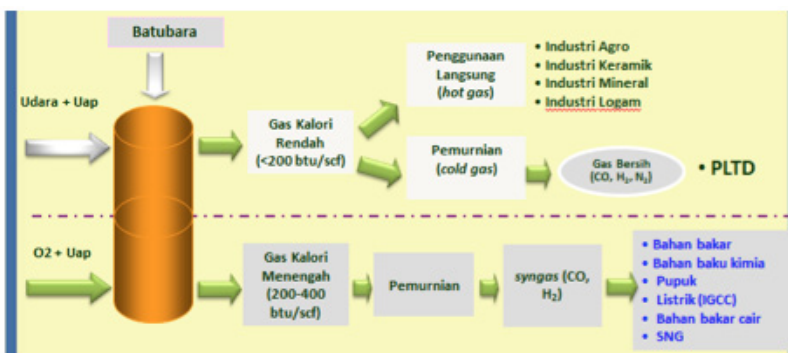 Batubara
Udara + Uap
Gas Kalori
Rendah
(<200 btu/scf)
Penggunaan
Langsung
(hot gas)
• Industri Agro
• Industri Keramik
• Industri Mineral
• Industri Logam
Pemurnian
(cold gas)
Gas Bersih
(CO, H₂, N₂)
• PLTD
O2 + Uap
Gas Kalori
Menengah
(200-400
btu/scf)
Pemurnian
syngas (CO,
H₂)
• Bahan bakar
• Bahan baku kimia
• Pupuk
• Listrik (IGCC)
• Bahan bakar cair
• SNG